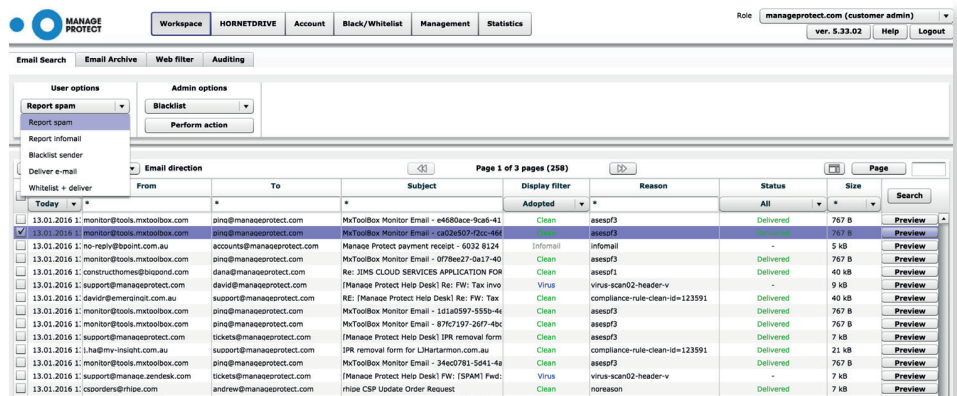 MANAGE
PROTECT
Workspace HORNETDRIVE Account Black/Whitelist Management Statistics
Role manageprotect.com (customer admin)
ver. 5.33.02 Help Logout
Email Search Email Archive Web filter Auditing
User options Admin options
Report spam Blacklist
Perform action
Report spam
Report infomail
Blacklist sender
Deliver e-mail
Whitelist + deliver
Email direction Page 1 of 3 pages (258) Page
From To Subject Display filter Reason Status Size
Search
Today * * * Adopted * All *
13.01.2016 1 monitor@tools.mxtoolbox.com ping@manageprotect.com MxToolBox Monitor Email - e4680ace-9ca6-41 Clean asespf3 Delivered 767 B Preview
13.01.2016 1 monitor@tools.mxtoolbox.com ping@manageprotect.com MxToolBox Monitor Email - ca02e507-f2cc-466 Clean asespf3 Delivered 767 B Preview
13.01.2016 1 no-reply@bpoint.com.au accounts@manageprotect.com Manage Protect payment receipt - 6032 8124 Infomail infomail - 5 kB Preview
13.01.2016 1 monitor@tools.mxtoolbox.com ping@manageprotect.com MxToolBox Monitor Email - 0f78ee27-0a17-40 Clean asespf3 Delivered 767 B Preview
13.01.2016 1 constructhomes@bigpond.com dana@manageprotect.com Re: JIMS CLOUD SERVICES APPLICATION FOR Clean asespf1 Delivered 40 kB Preview
13.01.2016 1 support@manageprotect.com david@manageprotect.com [Manage Protect Help Desk] Re: FW: Tax invo Virus virus-scan02-header-v - 9 kB Preview
13.01.2016 1 davidr@emergingit.com.au support@manageprotect.com RE: [Manage Protect Help Desk] Re: FW: Tax Clean compliance-rule-clean-id=123591 Delivered 40 kB Preview
13.01.2016 1 monitor@tools.mxtoolbox.com ping@manageprotect.com MxToolBox Monitor Email - 1d1a0597-555b-4e Clean asespf3 Delivered 767 B Preview
13.01.2016 1 monitor@tools.mxtoolbox.com ping@manageprotect.com MxToolBox Monitor Email - 87fc7197-26f7-4bc Clean asespf3 Delivered 767 B Preview
13.01.2016 1 support@manageprotect.com tickets@manageprotect.com [Manage Protect Help Desk] IPR removal form Clean asespf3 Delivered 7 kB Preview
13.01.2016 1 j.ha@my-insight.com.au support@manageprotect.com IPR removal form for LJHartarmon.com.au Clean compliance-rule-clean-id=123591 Delivered 21 kB Preview
13.01.2016 1 monitor@tools.mxtoolbox.com ping@manageprotect.com MxToolBox Monitor Email - 34ec0781-5d41-4a Clean asespf3 Delivered 767 B Preview
13.01.2016 1 support@manage.zendesk.com tickets@manageprotect.com [Manage Protect Help Desk] FW: [SPAM] Fwd: Virus virus-scan02-header-v - 7 kB Preview
13.01.2016 1 csporders@rhipe.com andrew@manageprotect.com rhipe CSP Update Order Request Clean noreason Delivered 7 kB Preview